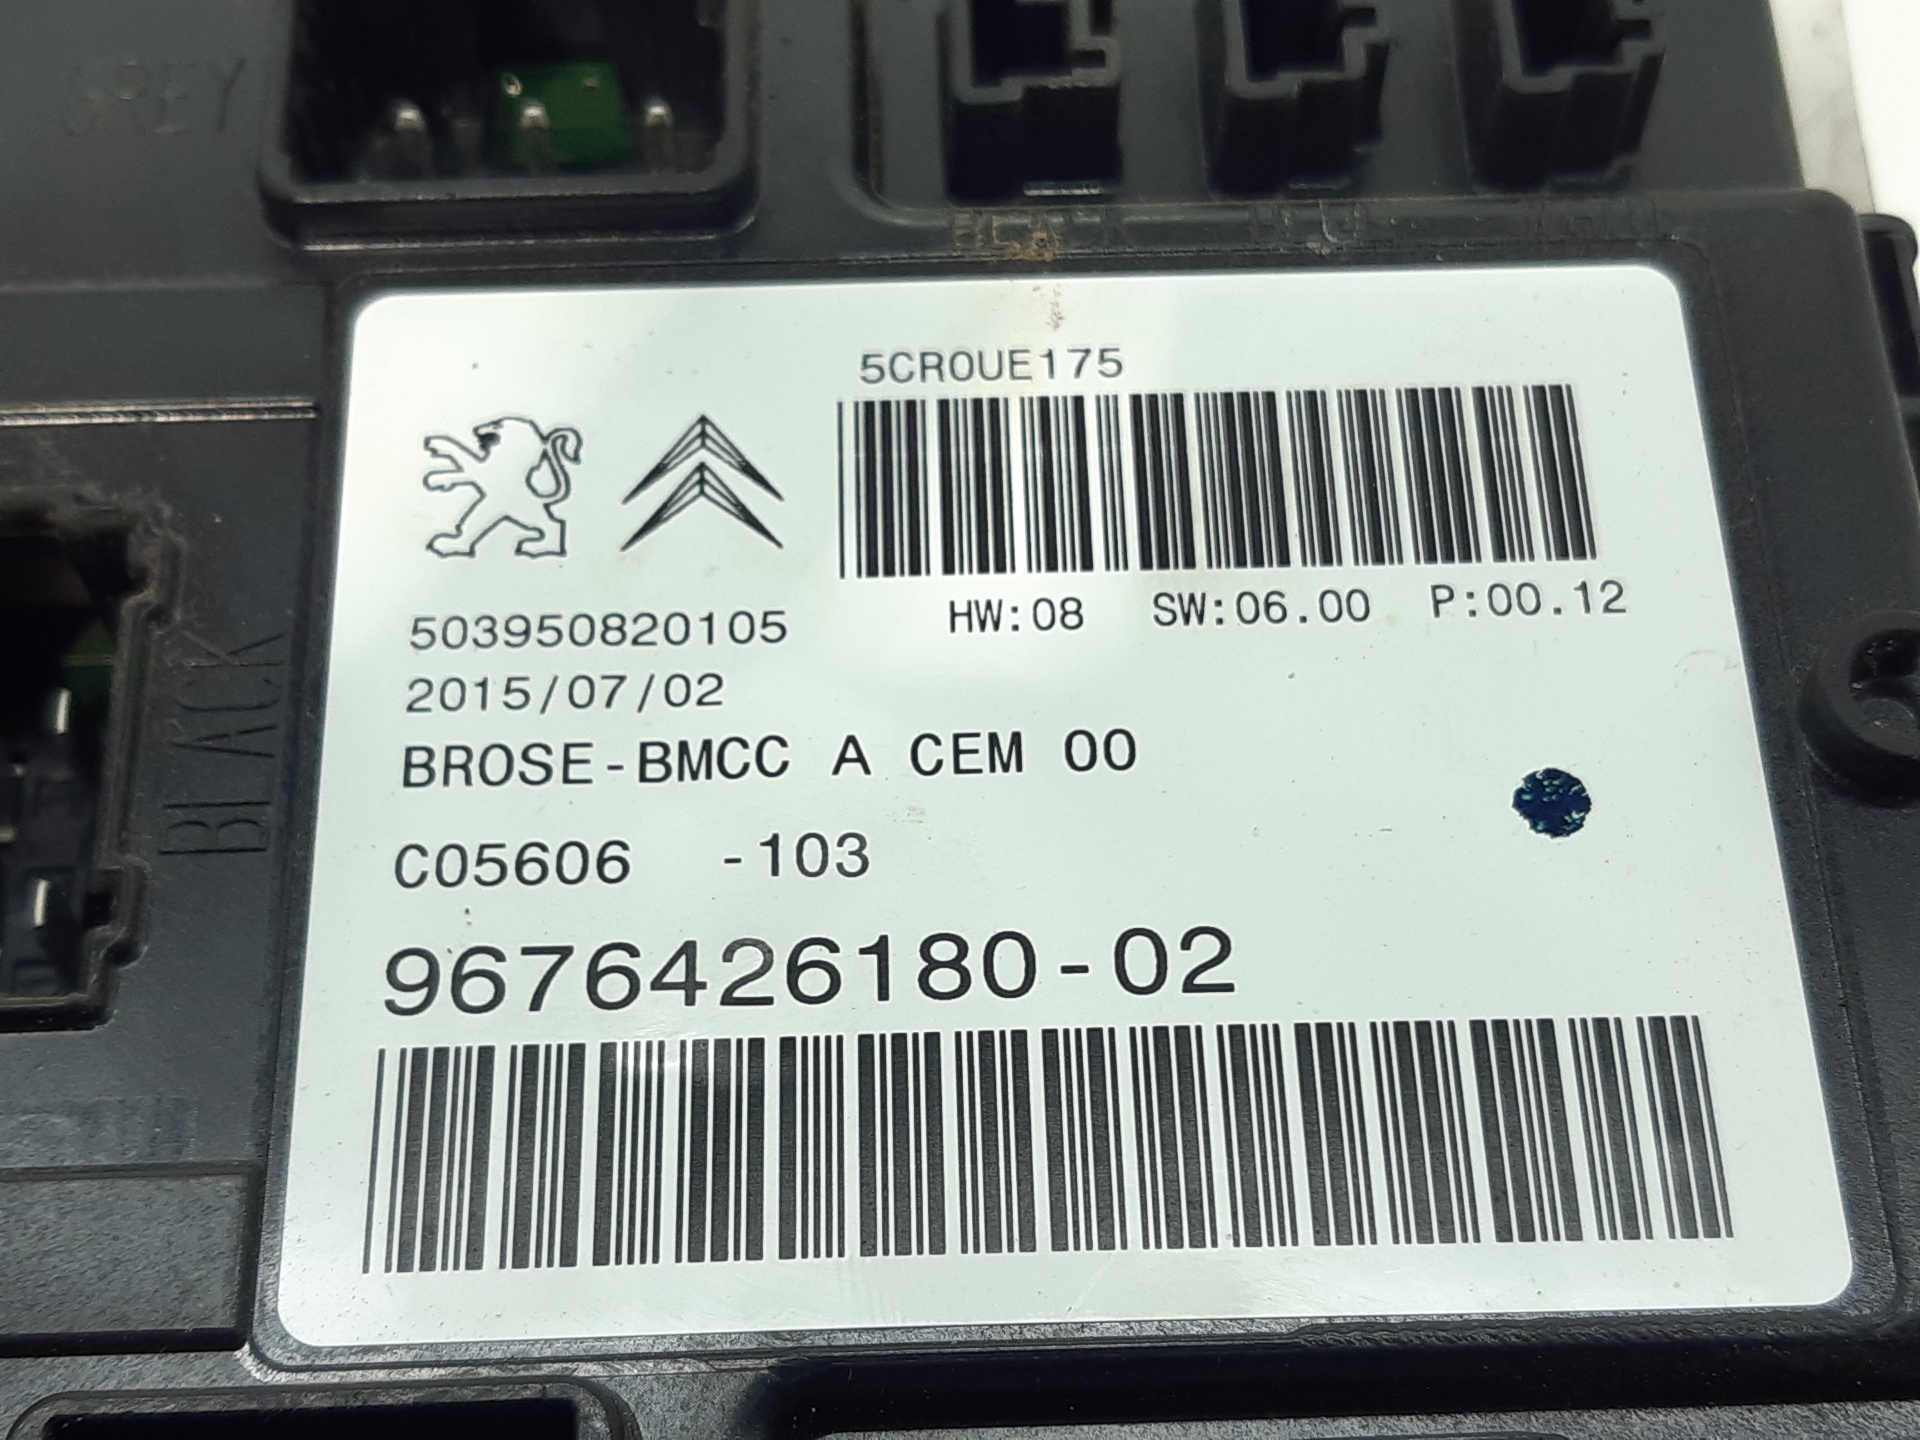 GREY
BLACK
5CR0UE175
503950820105
HW:08 SW:06.00 P:00.12
2015/07/02
BROSE-BMCC A CEM 00
C05606 -103
9676426180-02
BLACK